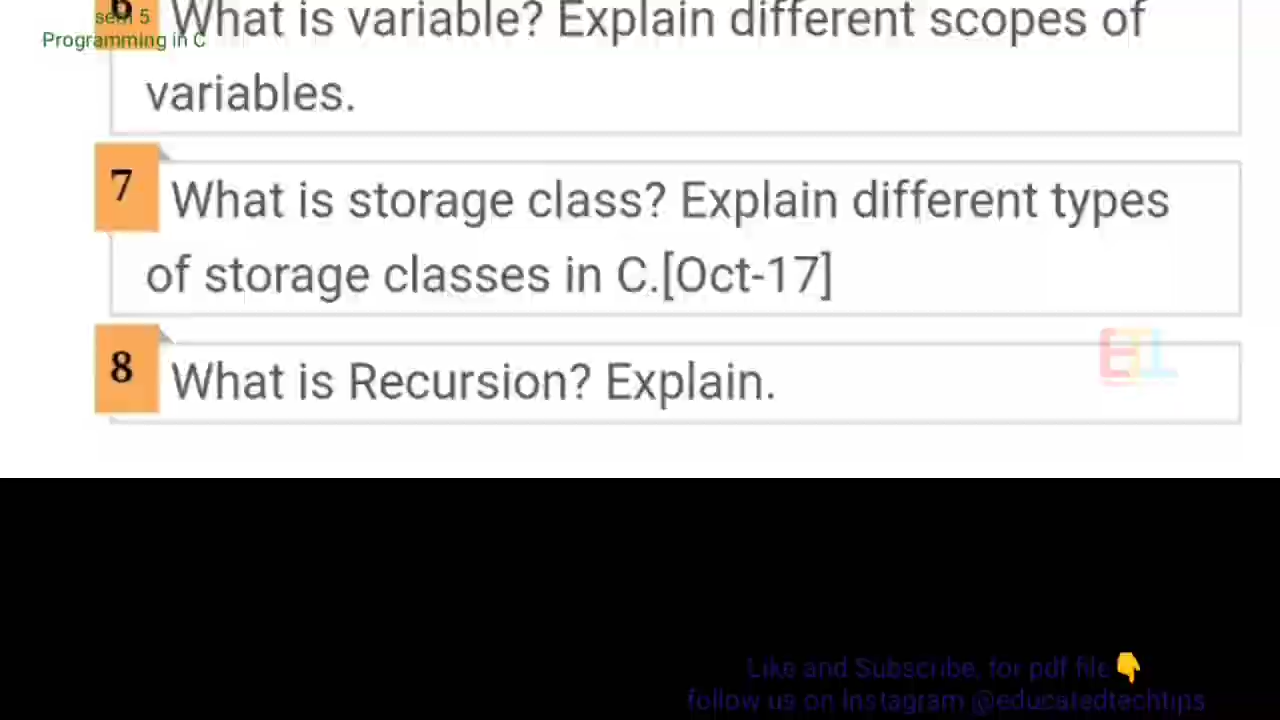 6
sem 5
Programming in C
What is variable? Explain different scopes of
variables.
7
What is storage class? Explain different types
of storage classes in C.[Oct-17]
8
What is Recursion? Explain.
ETL
Like and Subscribe, for pdf file👇
follow us on Instagram @educatedtechtips